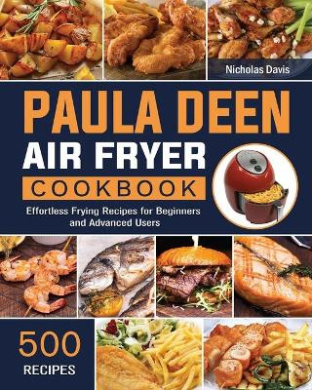 Nicholas Davis
PAULA DEEN
AIR FRYER
COOKBOOK
Effortless Frying Recipes for Beginners
and Advanced Users
500
RECIPES